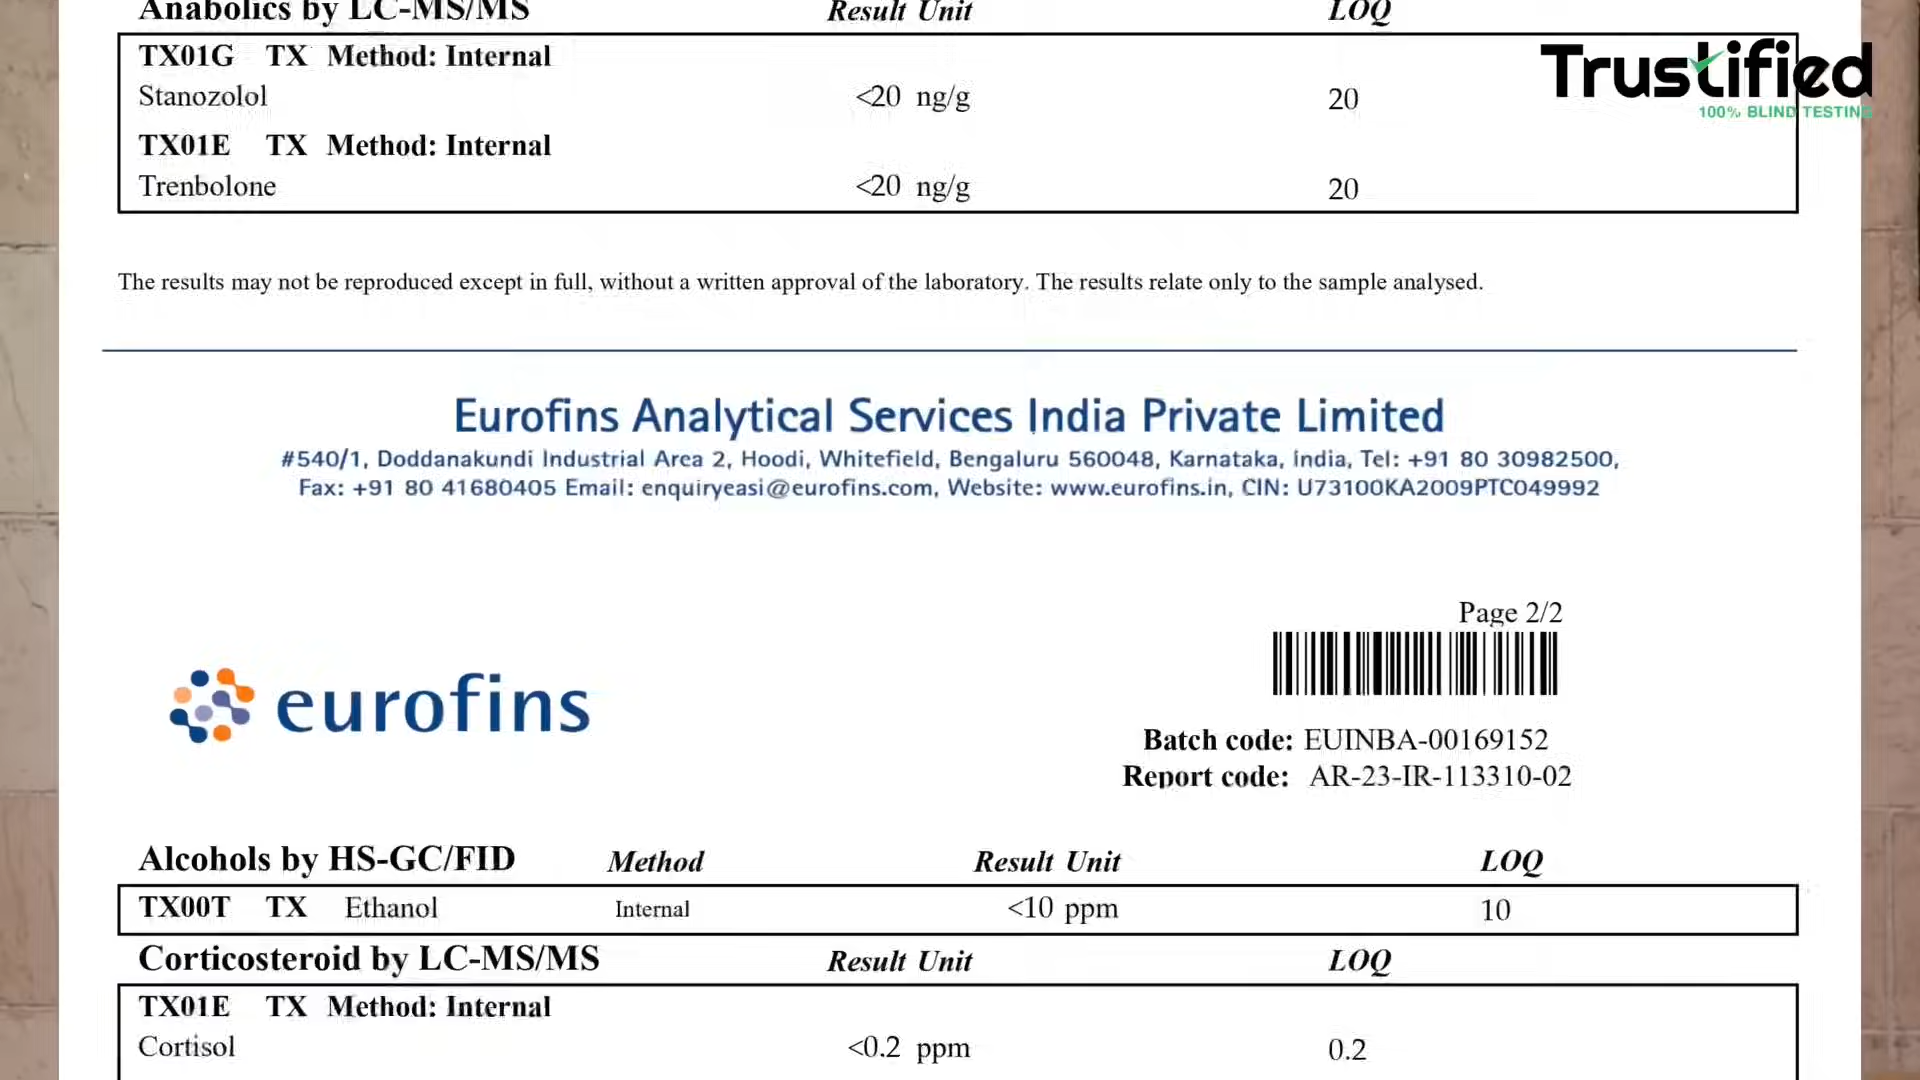 Anabolics by LC-MS/MS Result Unit LOQ
TX01G TX Method: Internal
Stanozolol <20 ng/g 20
TX01E TX Method: Internal
Trenbolone <20 ng/g 20
Trustified
100% BLIND TESTING
The results may not be reproduced except in full, without a written approval of the laboratory. The results relate only to the sample analysed.
Eurofins Analytical Services India Private Limited
#540/1, Doddanakundi Industrial Area 2, Hoodi, Whitefield, Bengaluru 560048, Karnataka, India, Tel: +91 80 30982500,
Fax: +91 80 41680405 Email: enquiryeasi@eurofins.com, Website: www.eurofins.in, CIN: U73100KA2009PTC049992
Page 2/2
eurofins
Batch code: EUINBA-00169152
Report code: AR-23-IR-113310-02
Alcohols by HS-GC/FID Method Result Unit LOQ
TX00T TX Ethanol Internal <10 ppm 10
Corticosteroid by LC-MS/MS Result Unit LOQ
TX01E TX Method: Internal
Cortisol <0.2 ppm 0.2